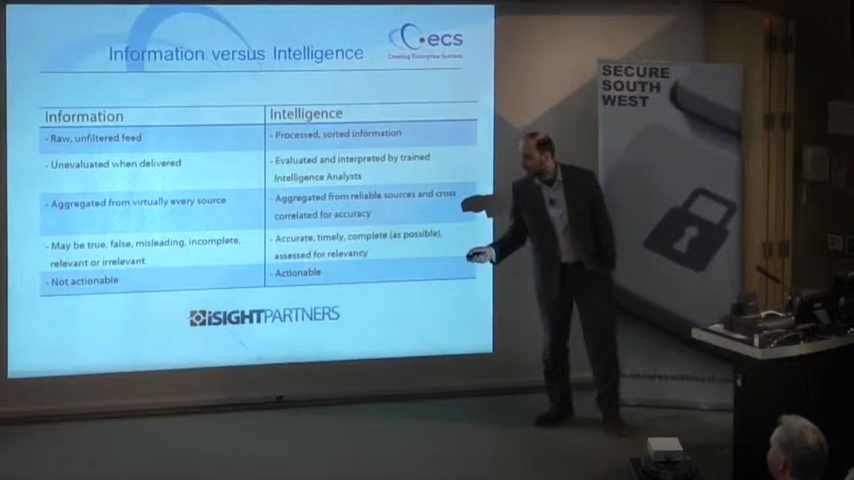 Information versus Intelligence
ecs
Creating Enterprise Success
Information
Intelligence
- Raw, unfiltered feed
- Processed, sorted information
- Unevaluated when delivered
- Evaluated and interpreted by trained
Intelligence Analysts
- Aggregated from virtually every source
- Aggregated from reliable sources and cross
correlated for accuracy
- May be true, false, misleading, incomplete,
relevant or irrelevant
- Accurate, timely, complete (as possible),
assessed for relevancy
- Not actionable
- Actionable
iSIGHTPARTNERS
SECURE
SOUTH
WEST